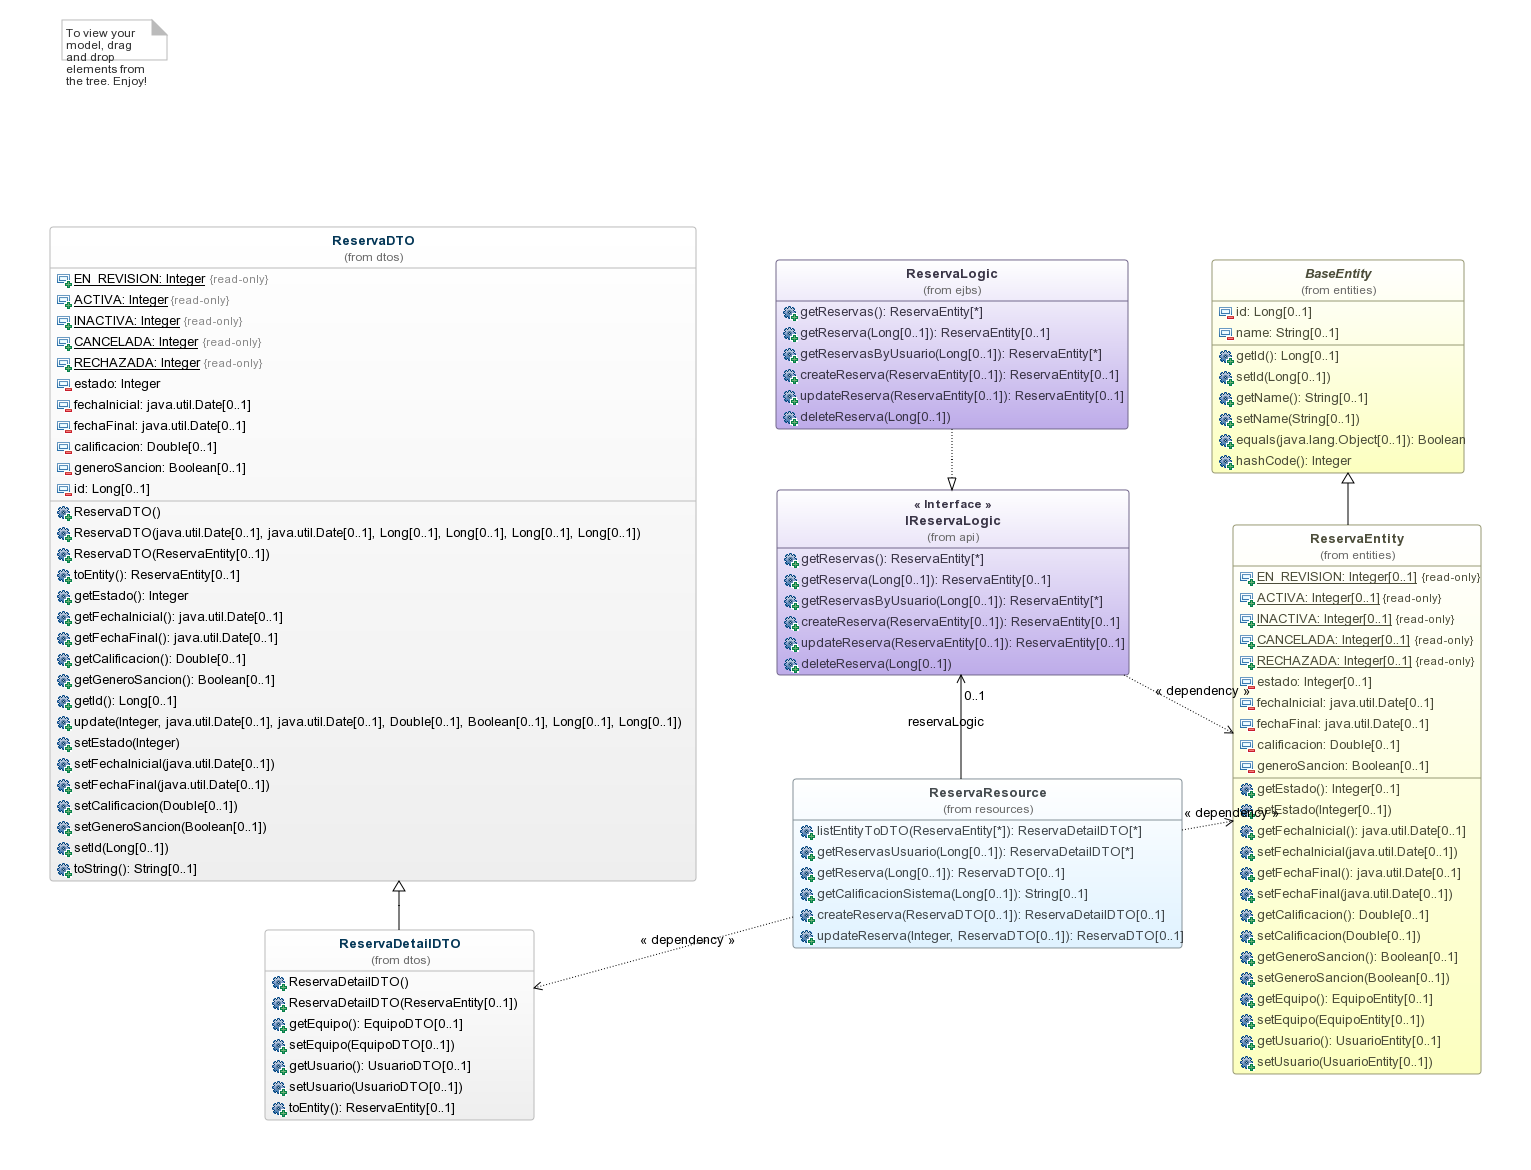 To view your
model, drag
and drop
elements from
the tree. Enjoy!
ReservaDTO
(from dtos)
EN_REVISION: Integer {read-only}
ACTIVA: Integer {read-only}
INACTIVA: Integer {read-only}
CANCELADA: Integer {read-only}
RECHAZADA: Integer {read-only}
estado: Integer
fechaInicial: java.util.Date[0..1]
fechaFinal: java.util.Date[0..1]
calificacion: Double[0..1]
generoSancion: Boolean[0..1]
id: Long[0..1]
ReservaDTO()
ReservaDTO(java.util.Date[0..1], java.util.Date[0..1], Long[0..1], Long[0..1], Long[0..1], Long[0..1])
ReservaDTO(ReservaEntity[0..1])
toEntity(): ReservaEntity[0..1]
getEstado(): Integer
getFechaInicial(): java.util.Date[0..1]
getFechaFinal(): java.util.Date[0..1]
getCalificacion(): Double[0..1]
getGeneroSancion(): Boolean[0..1]
getId(): Long[0..1]
update(Integer, java.util.Date[0..1], java.util.Date[0..1], Double[0..1], Boolean[0..1], Long[0..1], Long[0..1])
setEstado(Integer)
setFechaInicial(java.util.Date[0..1])
setFechaFinal(java.util.Date[0..1])
setCalificacion(Double[0..1])
setGeneroSancion(Boolean[0..1])
setId(Long[0..1])
toString(): String[0..1]
ReservaDetailDTO
(from dtos)
ReservaDetailDTO()
ReservaDetailDTO(ReservaEntity[0..1])
getEquipo(): EquipoDTO[0..1]
setEquipo(EquipoDTO[0..1])
getUsuario(): UsuarioDTO[0..1]
setUsuario(UsuarioDTO[0..1])
toEntity(): ReservaEntity[0..1]
« dependency »
ReservaLogic
(from ejbs)
getReservas(): ReservaEntity[*]
getReserva(Long[0..1]): ReservaEntity[0..1]
getReservasByUsuario(Long[0..1]): ReservaEntity[*]
createReserva(ReservaEntity[0..1]): ReservaEntity[0..1]
updateReserva(ReservaEntity[0..1]): ReservaEntity[0..1]
deleteReserva(Long[0..1])
« Interface »
IReservaLogic
(from api)
getReservas(): ReservaEntity[*]
getReserva(Long[0..1]): ReservaEntity[0..1]
getReservasByUsuario(Long[0..1]): ReservaEntity[*]
createReserva(ReservaEntity[0..1]): ReservaEntity[0..1]
updateReserva(ReservaEntity[0..1]): ReservaEntity[0..1]
deleteReserva(Long[0..1])
0..1
reservaLogic
« dependency »
ReservaResource
(from resources)
listEntityToDTO(ReservaEntity[*]): ReservaDetailDTO[*]
getReservasUsuario(Long[0..1]): ReservaDetailDTO[*]
getReserva(Long[0..1]): ReservaDTO[0..1]
getCalificacionSistema(Long[0..1]): String[0..1]
createReserva(ReservaDTO[0..1]): ReservaDetailDTO[0..1]
updateReserva(Integer, ReservaDTO[0..1]): ReservaDTO[0..1]
« dependency »
BaseEntity
(from entities)
id: Long[0..1]
name: String[0..1]
getId(): Long[0..1]
setId(Long[0..1])
getName(): String[0..1]
setName(String[0..1])
equals(java.lang.Object[0..1]): Boolean
hashCode(): Integer
ReservaEntity
(from entities)
EN_REVISION: Integer[0..1] {read-only}
ACTIVA: Integer[0..1] {read-only}
INACTIVA: Integer[0..1] {read-only}
CANCELADA: Integer[0..1] {read-only}
RECHAZADA: Integer[0..1] {read-only}
estado: Integer[0..1]
fechaInicial: java.util.Date[0..1]
fechaFinal: java.util.Date[0..1]
calificacion: Double[0..1]
generoSancion: Boolean[0..1]
getEstado(): Integer[0..1]
setEstado(Integer[0..1])
getFechaInicial(): java.util.Date[0..1]
setFechaInicial(java.util.Date[0..1])
getFechaFinal(): java.util.Date[0..1]
setFechaFinal(java.util.Date[0..1])
getCalificacion(): Double[0..1]
setCalificacion(Double[0..1])
getGeneroSancion(): Boolean[0..1]
setGeneroSancion(Boolean[0..1])
getEquipo(): EquipoEntity[0..1]
setEquipo(EquipoEntity[0..1])
getUsuario(): UsuarioEntity[0..1]
setUsuario(UsuarioEntity[0..1])